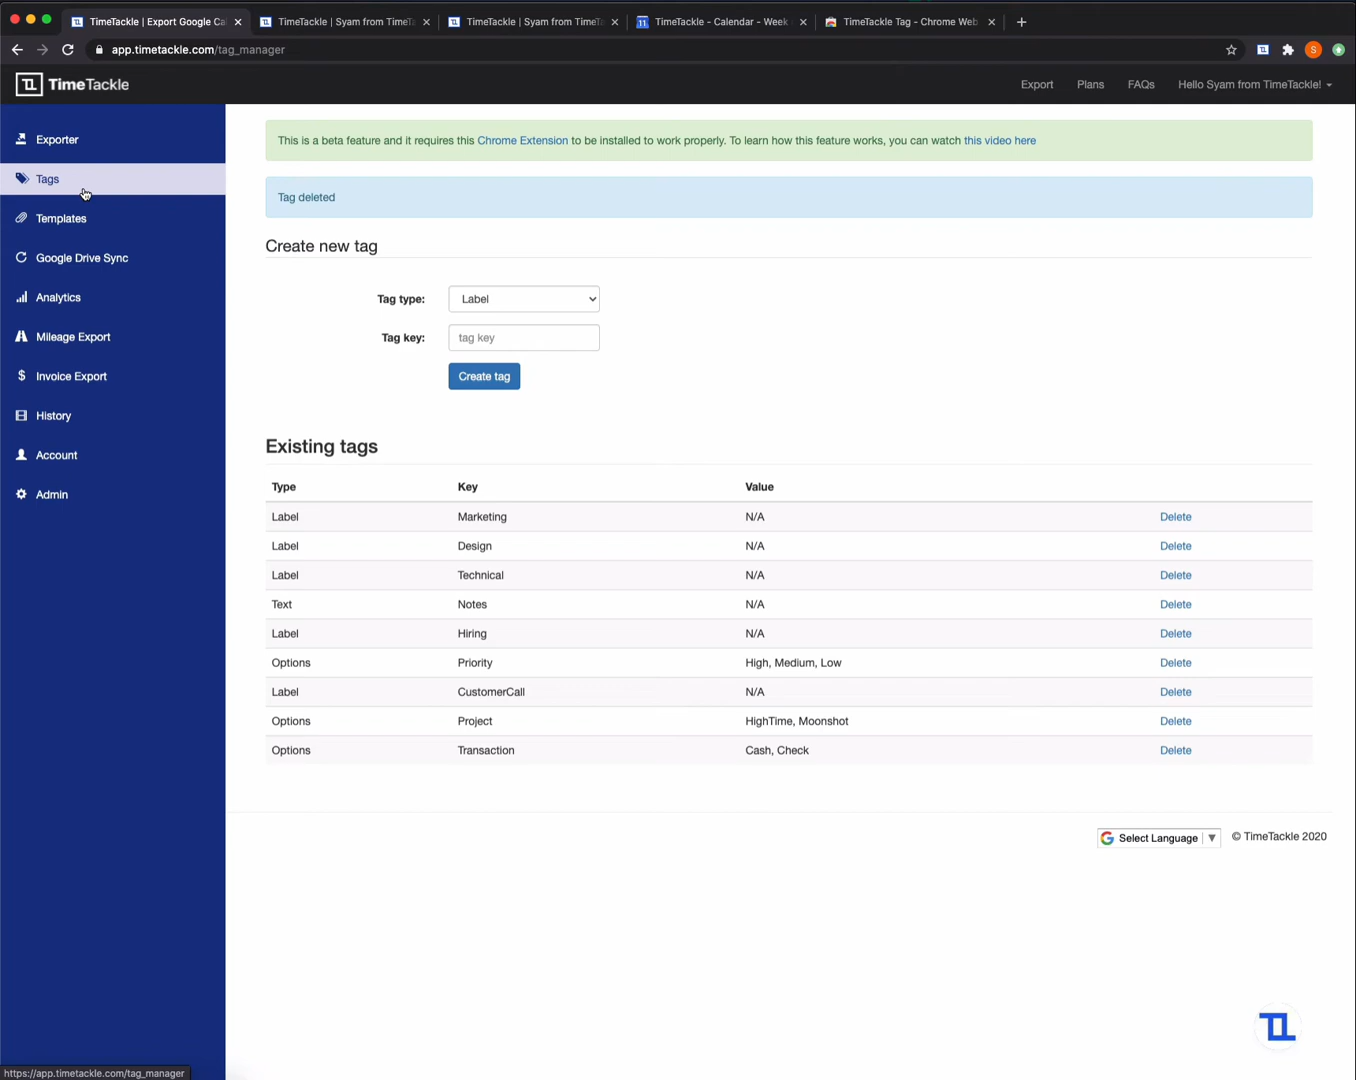 TimeTackle | Export Google Ca
TimeTackle | Syam from TimeTa
TimeTackle | Syam from TimeTa
TimeTackle - Calendar - Week
TimeTackle Tag - Chrome Web
app.timetackle.com/tag_manager
S
TimeTackle
Export
Plans
FAQs
Hello Syam from TimeTackle!
Exporter
Tags
Templates
Google Drive Sync
Analytics
Mileage Export
Invoice Export
History
Account
Admin
This is a beta feature and it requires this Chrome Extension to be installed to work properly. To learn how this feature works, you can watch this video here
Tag deleted
Create new tag
Tag type: Label
Tag key: tag key
Create tag
Existing tags
Type Key Value
Label Marketing N/A Delete
Label Design N/A Delete
Label Technical N/A Delete
Text Notes N/A Delete
Label Hiring N/A Delete
Options Priority High, Medium, Low Delete
Label CustomerCall N/A Delete
Options Project HighTime, Moonshot Delete
Options Transaction Cash, Check Delete
Select Language ▼
© TimeTackle 2020
https://app.timetackle.com/tag_manager